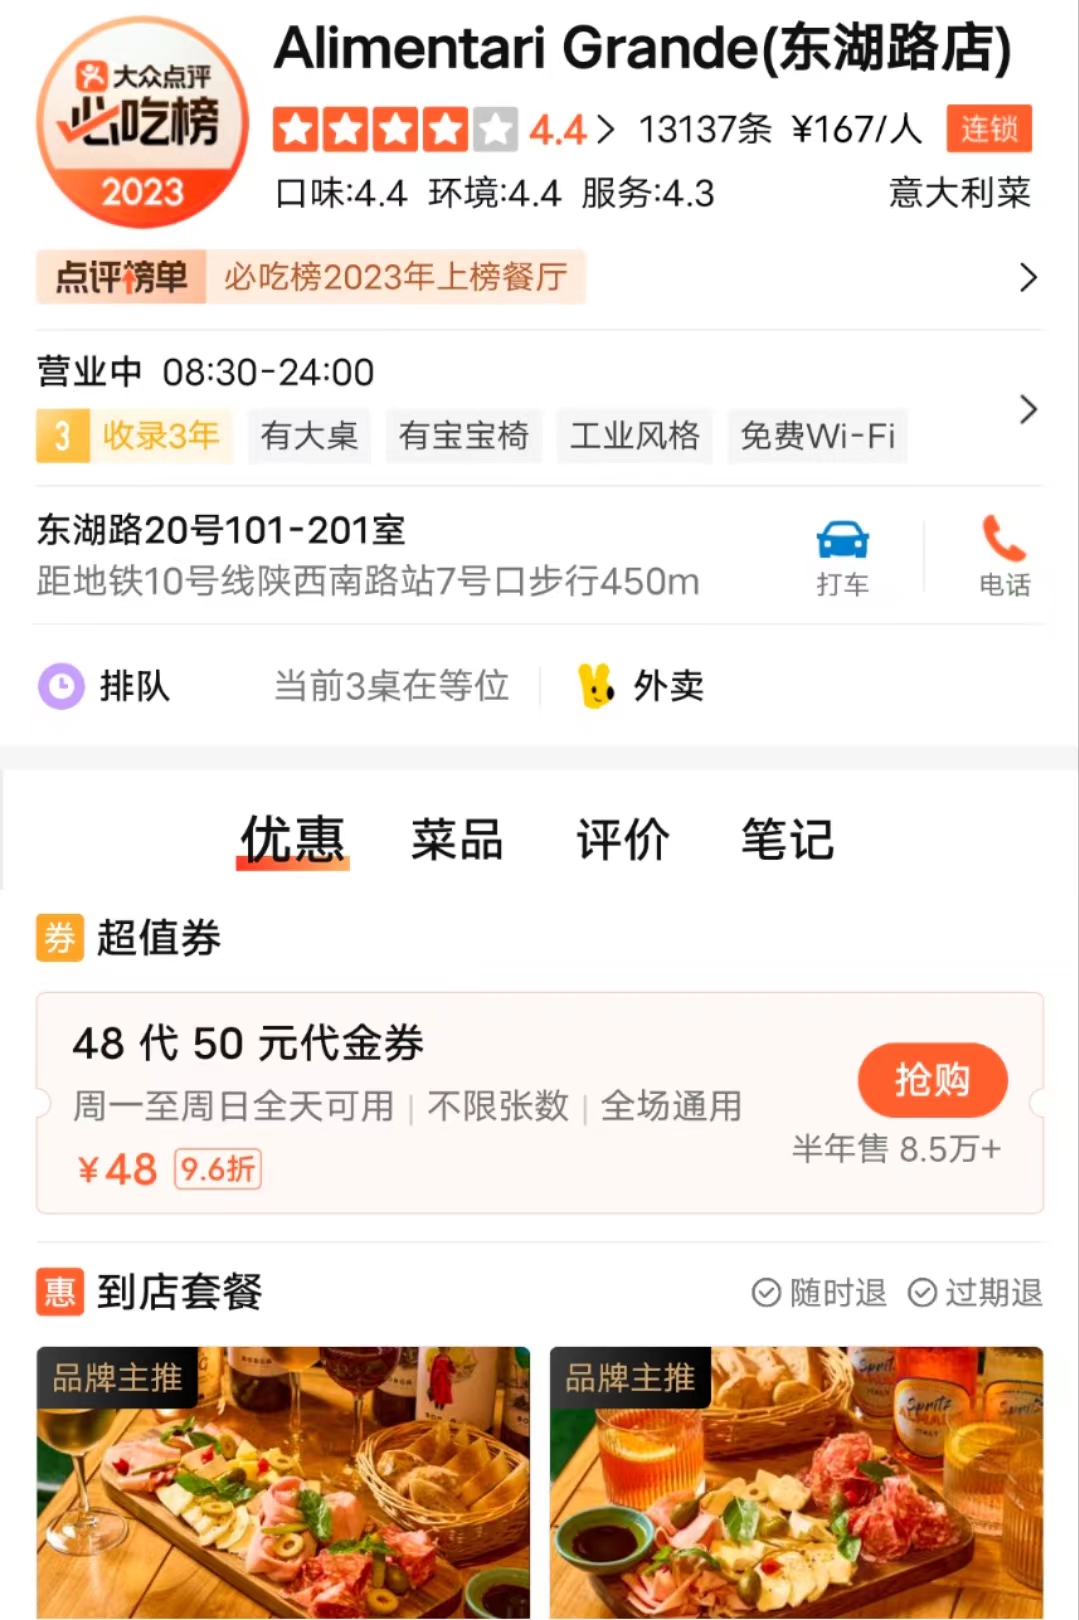 大众点评
必吃榜
2023
Alimentari Grande(东湖路店)
4.4 13137条 ¥167/人 连锁
口味:4.4 环境:4.4 服务:4.3 意大利菜
点评榜单 必吃榜2023年上榜餐厅
营业中 08:30-24:00
3 收录3年 有大桌 有宝宝椅 工业风格 免费Wi-Fi
东湖路20号101-201室
距地铁10号线陕西南路站7号口步行450m
打车 电话
排队 当前3桌在等位 外卖
优惠 菜品 评价 笔记
券 超值券
48 代 50 元代金券
周一至周日全天可用 | 不限张数 | 全场通用
抢购
半年售 8.5万+
¥48 9.6折
惠 到店套餐 随时退 过期退
品牌主推 品牌主推
Spritz